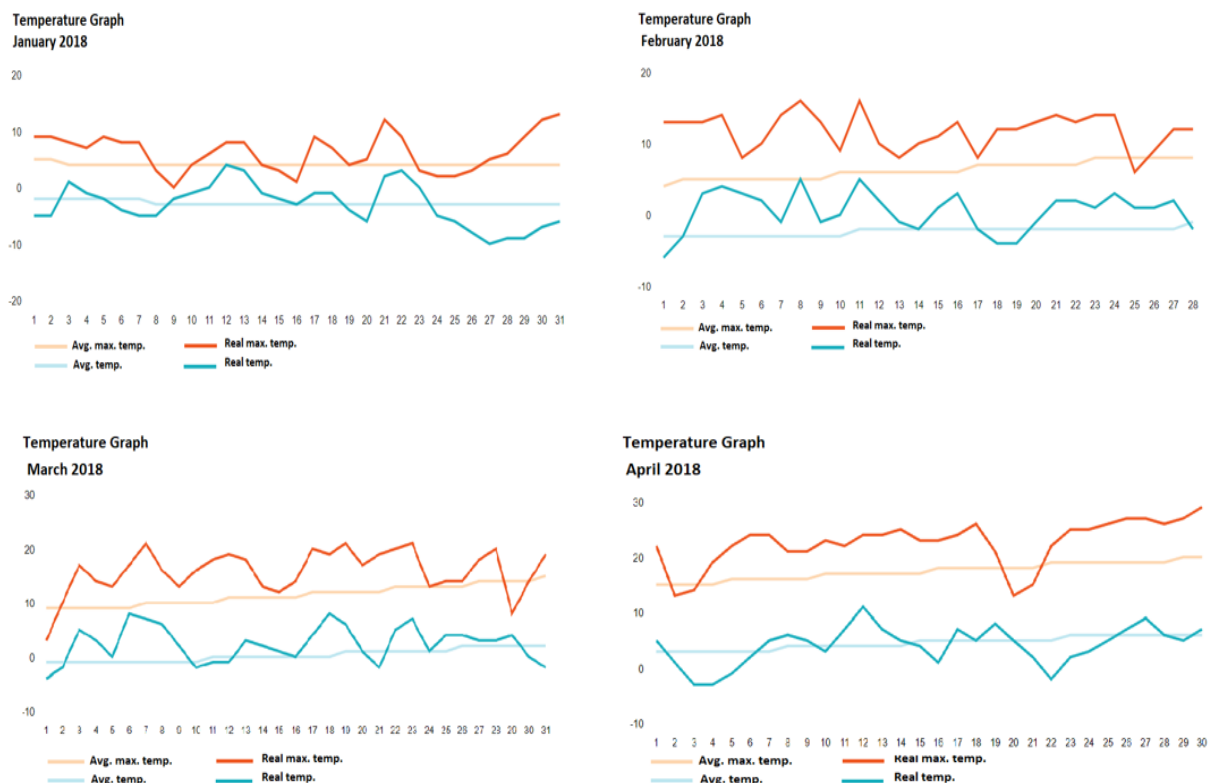 Temperature Graph
January 2018
20
10
0
-10
-20
1 2 3 4 5 6 7 8 9 10 11 12 13 14 15 16 17 18 19 20 21 22 23 24 25 26 27 28 29 30 31
Avg. max. temp. Real max. temp.
Avg. temp. Real temp.
Temperature Graph
February 2018
20
10
0
-10
1 2 3 4 5 6 7 8 9 10 11 12 13 14 15 16 17 18 19 20 21 22 23 24 25 26 27 28
Avg. max. temp. Real max. temp.
Avg. temp. Real temp.
Temperature Graph
March 2018
30
20
10
0
-10
1 2 3 4 5 6 7 8 9 10 11 12 13 14 15 16 17 18 19 20 21 22 23 24 25 26 27 28 29 30 31
Avg. max. temp. Real max. temp.
Avg. temp. Real temp.
Temperature Graph
April 2018
30
20
10
0
-10
1 2 3 4 5 6 7 8 9 10 11 12 13 14 15 16 17 18 19 20 21 22 23 24 25 26 27 28 29 30
Avg. max. temp. Real max. temp.
Avg. temp. Real temp.